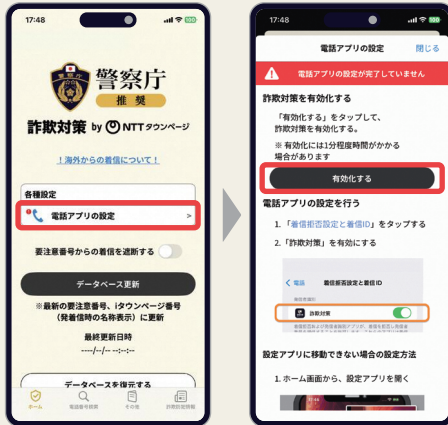 17:48
100
警察庁
推奨
詐欺対策 by NTTタウンページ
！海外からの着信について！
各種設定
電話アプリの設定 >
要注意番号からの着信を遮断する
データベース更新
※最新の要注意番号、iタウンページ番号
（発着信時の名称表示）に更新
最終更新日時
----/--/-- --:--:--
データベースを復元する
ホーム
電話番号検索
その他
詐欺防犯情報
17:48
100
電話アプリの設定
閉じる
電話アプリの設定が完了していません
詐欺対策を有効化する
「有効化する」をタップして、
詐欺対策を有効化する。
※ 有効化には1分程度時間がかかる
場合があります
有効化する
電話アプリの設定を行う
1. 「着信拒否設定と着信ID」をタップする
2. 「詐欺対策」を有効にする
電話
着信拒否設定と着信ID
詐欺対策
設定アプリに移動できない場合の設定方法
1. ホーム画面から、設定アプリを開く